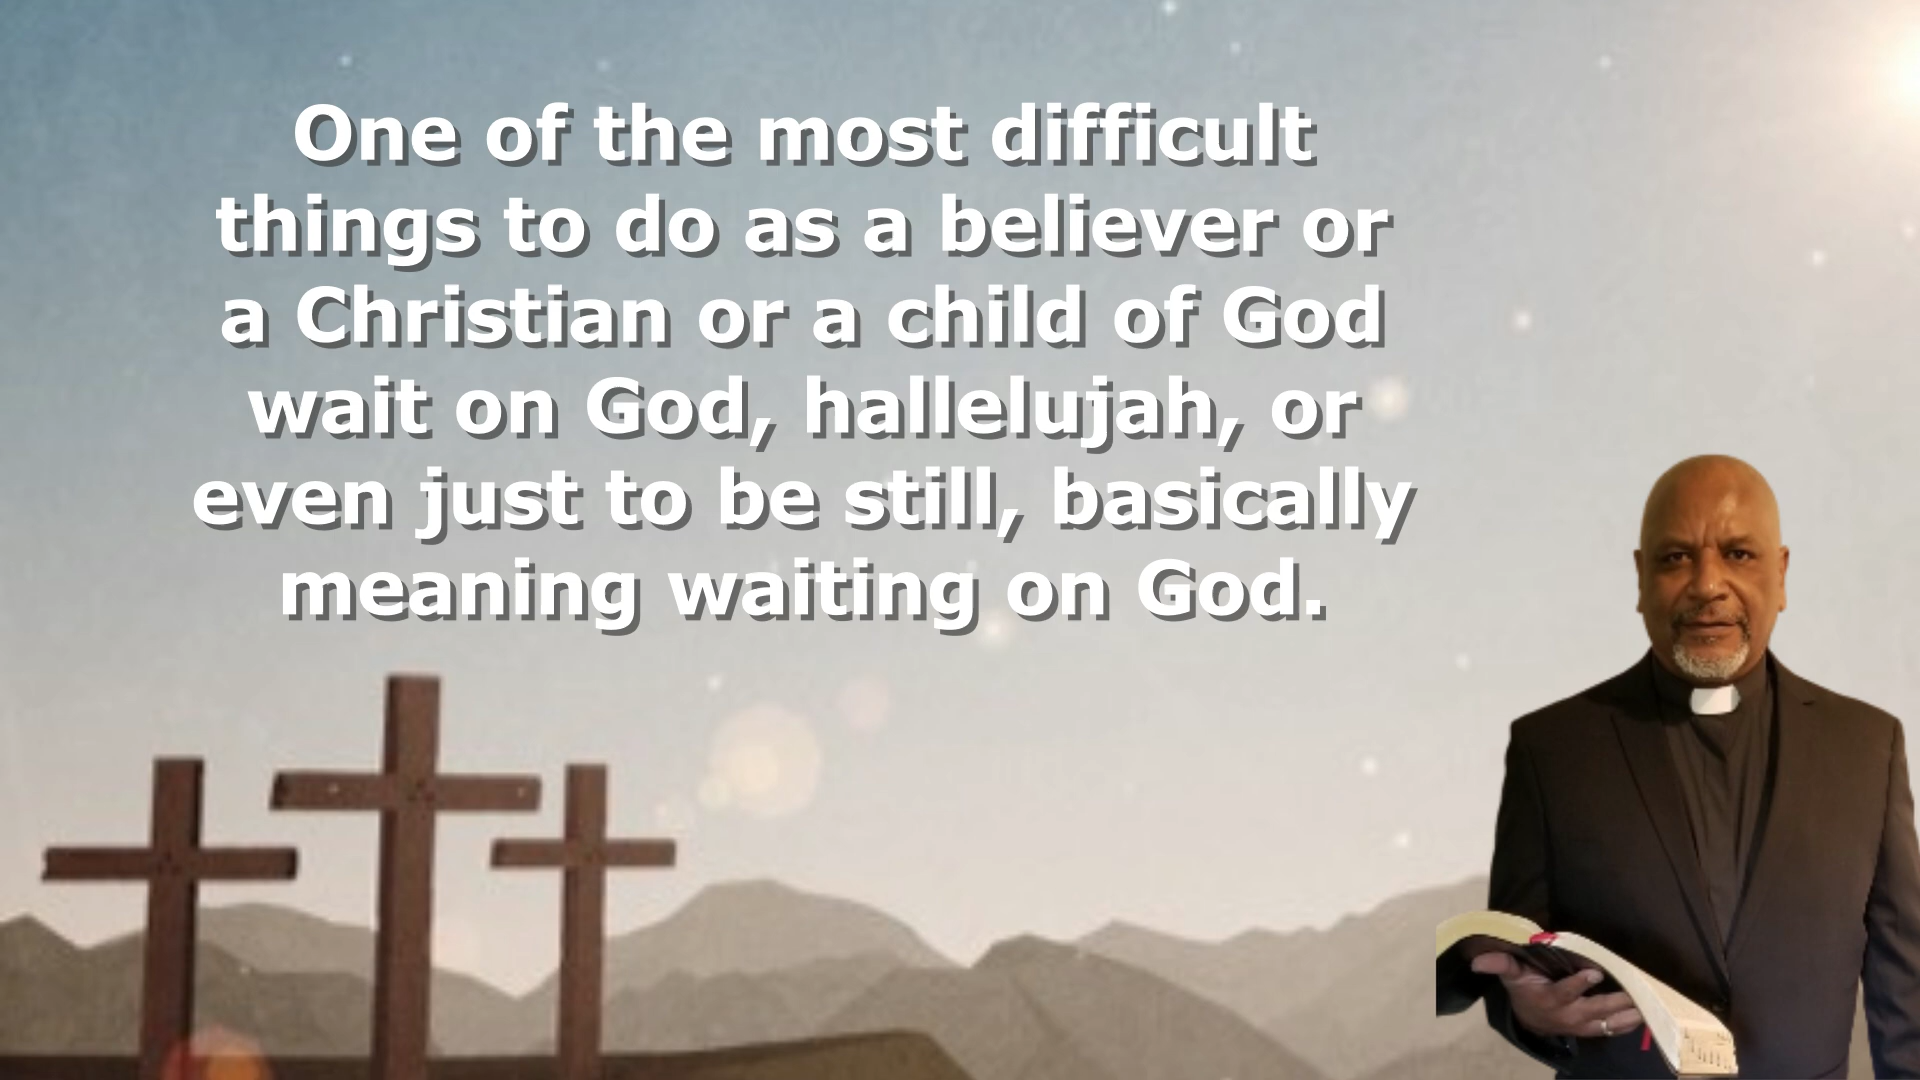 One of the most difficult
things to do as a believer or
a Christian or a child of God
wait on God, hallelujah, or
even just to be still, basically
meaning waiting on God.